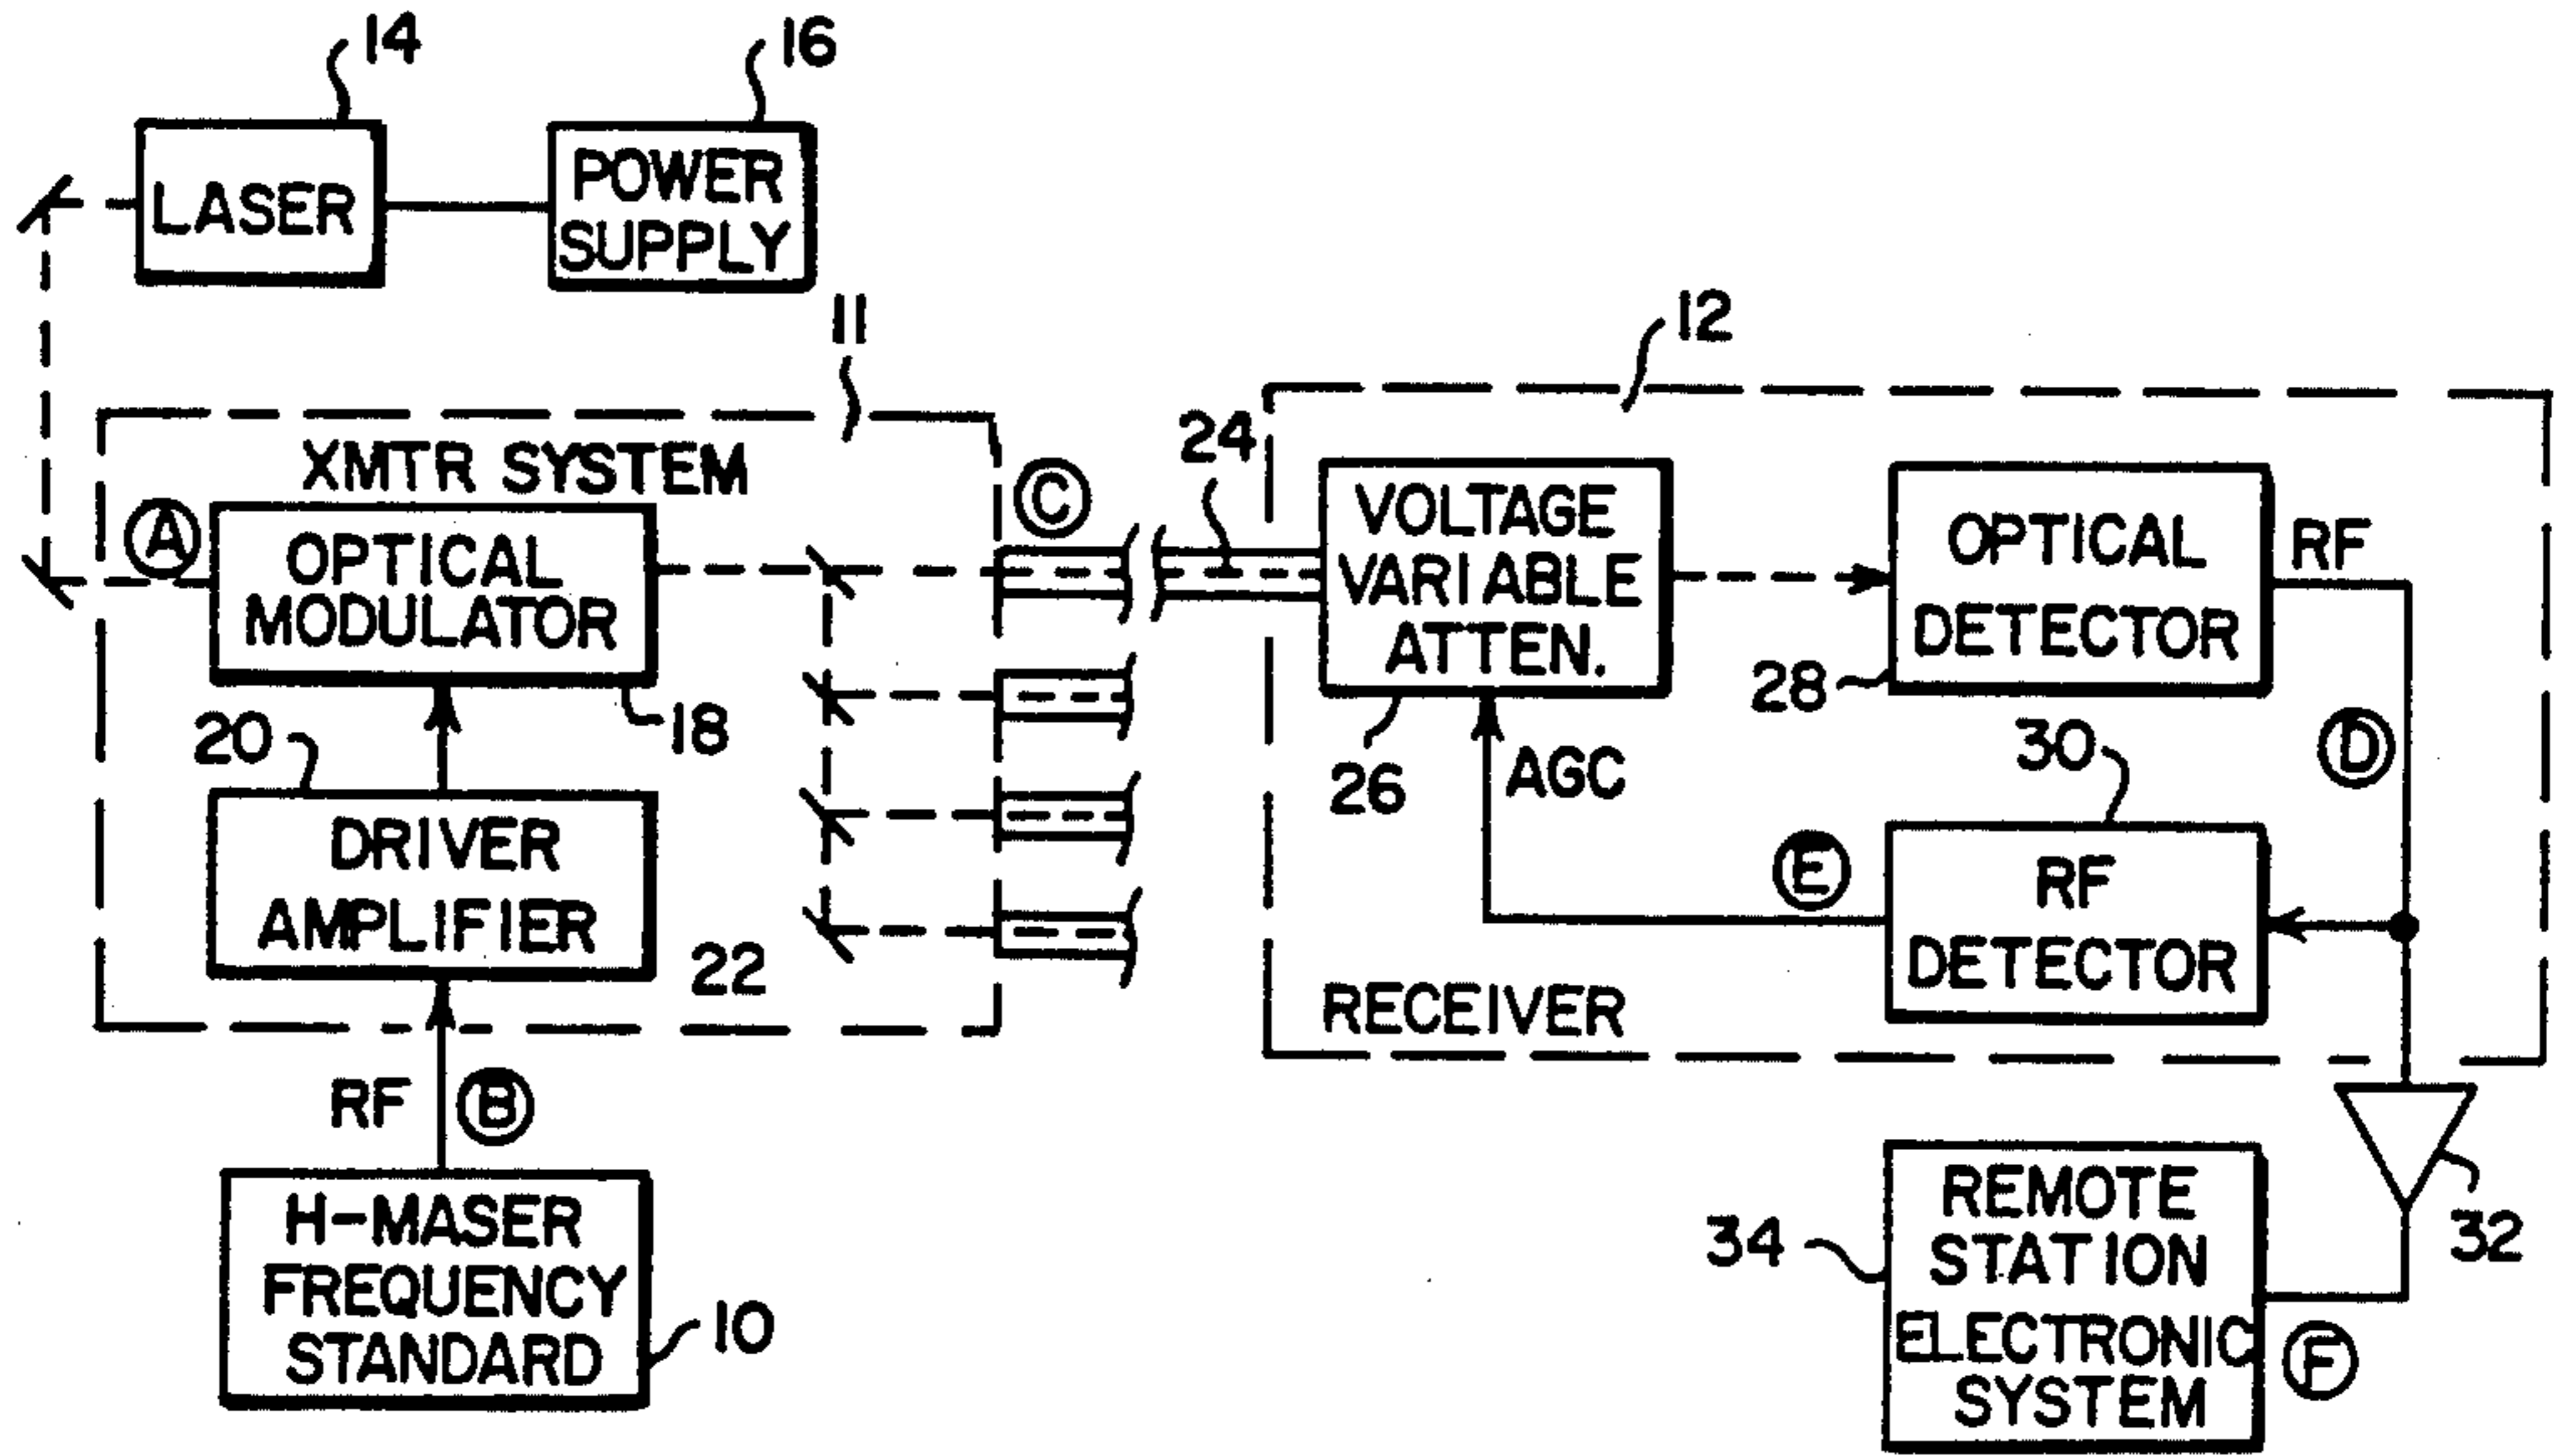 14
16
LASER
POWER
SUPPLY
11
12
XMTR SYSTEM
A
OPTICAL
MODULATOR
18
20
DRIVER
AMPLIFIER
22
C
24
VOLTAGE
VARIABLE
ATTEN.
26
AGC
OPTICAL
DETECTOR
28
RF
D
30
RF
DETECTOR
E
RECEIVER
RF
B
H-MASER
FREQUENCY
STANDARD
10
32
34
REMOTE
STATION
ELECTRONIC
SYSTEM
F